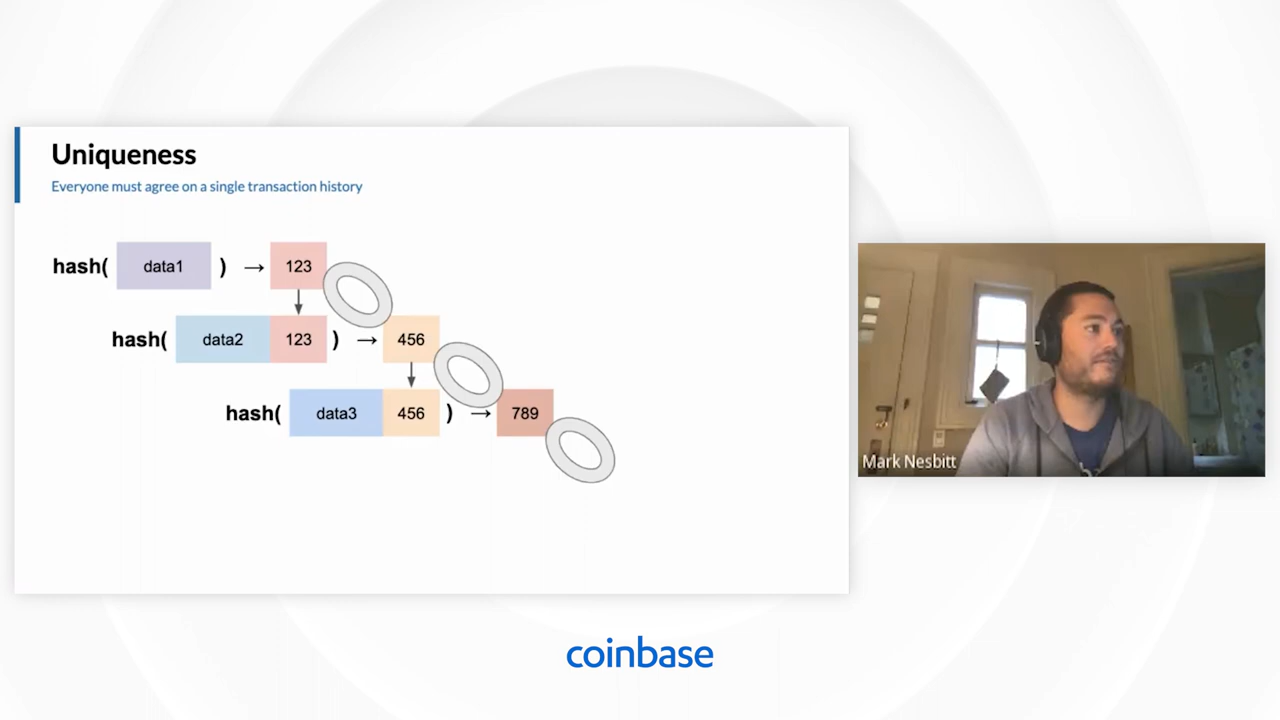 Uniqueness
Everyone must agree on a single transaction history
hash( data1 ) → 123
hash( data2 123 ) → 456
hash( data3 456 ) → 789
Mark Nesbitt
coinbase